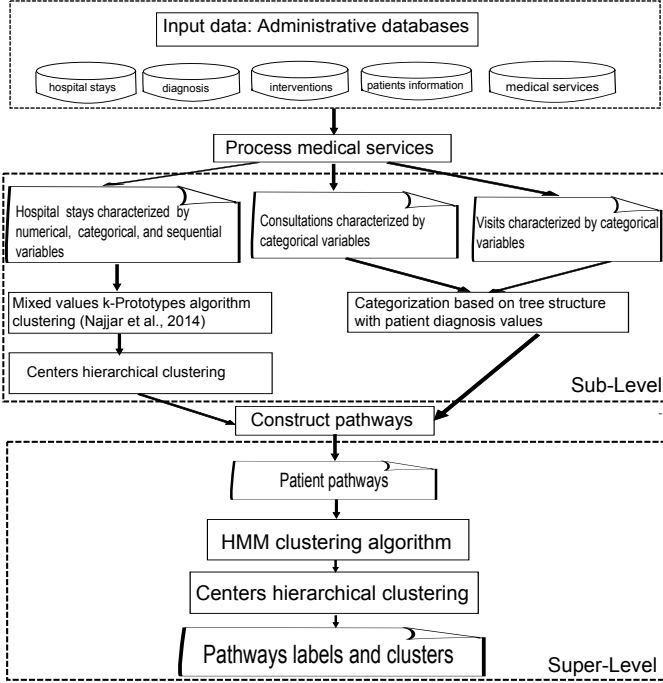 Input data: Administrative databases
hospital stays
diagnosis
interventions
patients information
medical services
Process medical services
Hospital stays characterized by
numerical, categorical, and sequential
variables
Consultations characterized by
categorical variables
Visits characterized by categorical
variables
Mixed values k-Prototypes algorithm
clustering (Najjar et al., 2014)
Categorization based on tree structure
with patient diagnosis values
Centers hierarchical clustering
Sub-Level
Construct pathways
Patient pathways
HMM clustering algorithm
Centers hierarchical clustering
Pathways labels and clusters
Super-Level